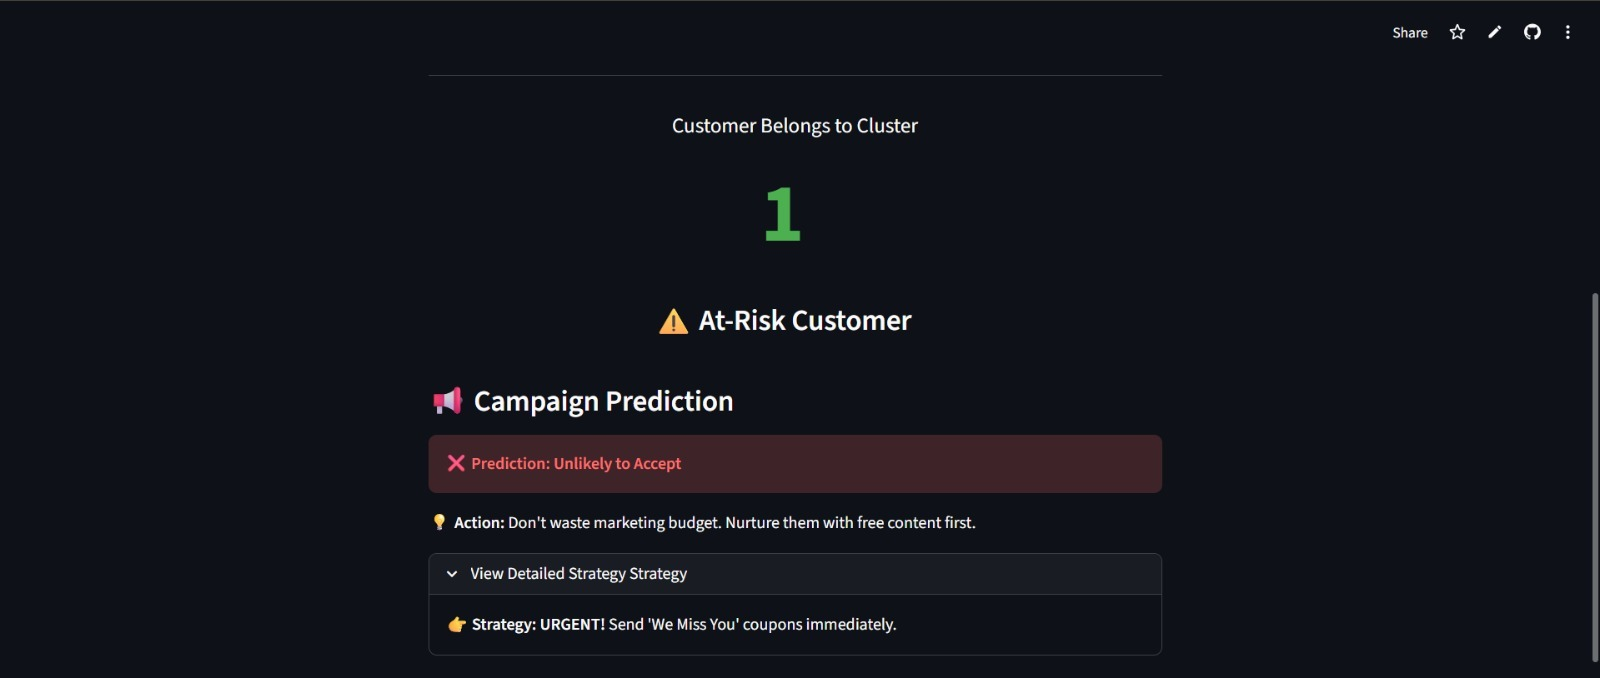 Share
Customer Belongs to Cluster
1
⚠️ At-Risk Customer
📢 Campaign Prediction
❌ Prediction: Unlikely to Accept
💡 Action: Don't waste marketing budget. Nurture them with free content first.
View Detailed Strategy Strategy
👉 Strategy: URGENT! Send 'We Miss You' coupons immediately.